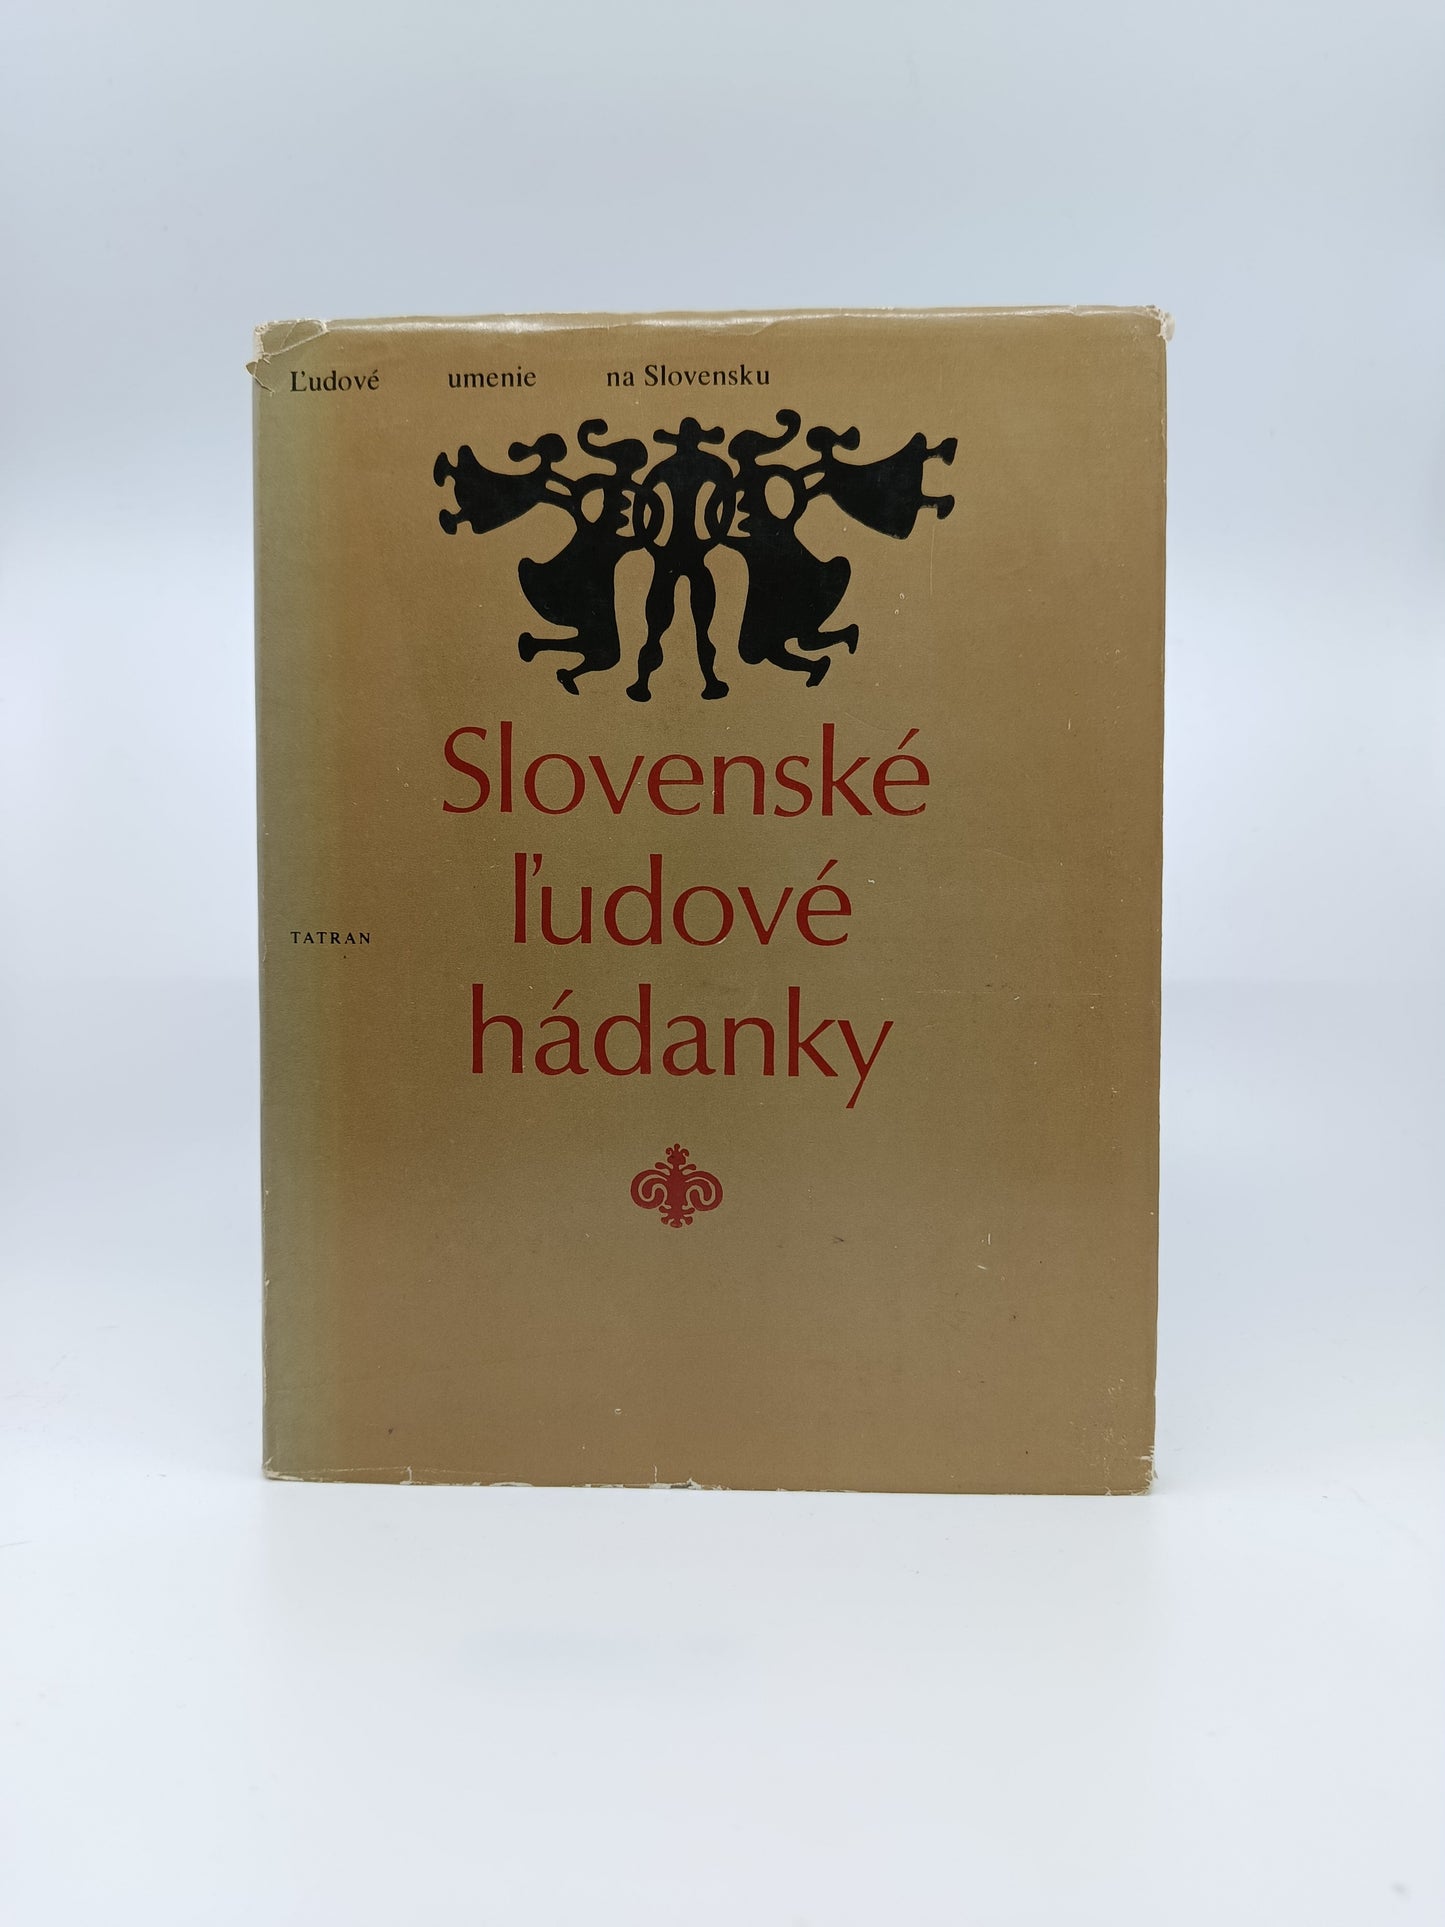 Ľudové umenie na Slovensku
Slovenské
ľudové
hádanky
TATRAN